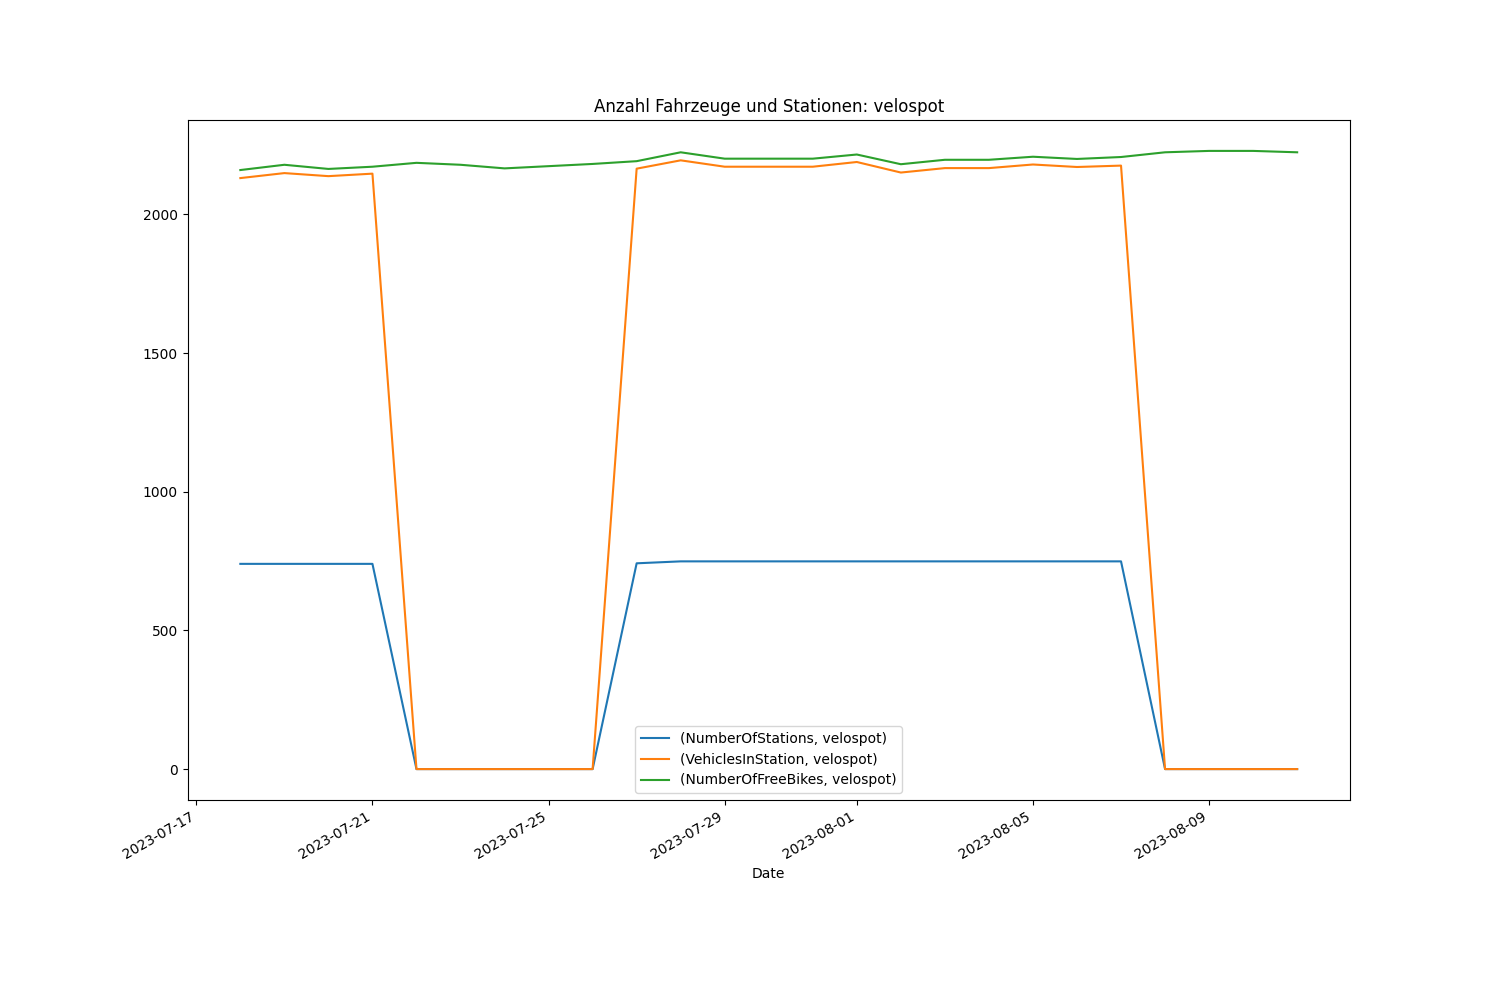 Anzahl Fahrzeuge und Stationen: velospot
2000
1500
1000
500
0
(NumberOfStations, velospot)
(VehiclesInStation, velospot)
(NumberOfFreeBikes, velospot)
2023-07-17
2023-07-21
2023-07-25
2023-07-29
2023-08-01
2023-08-05
2023-08-09
Date